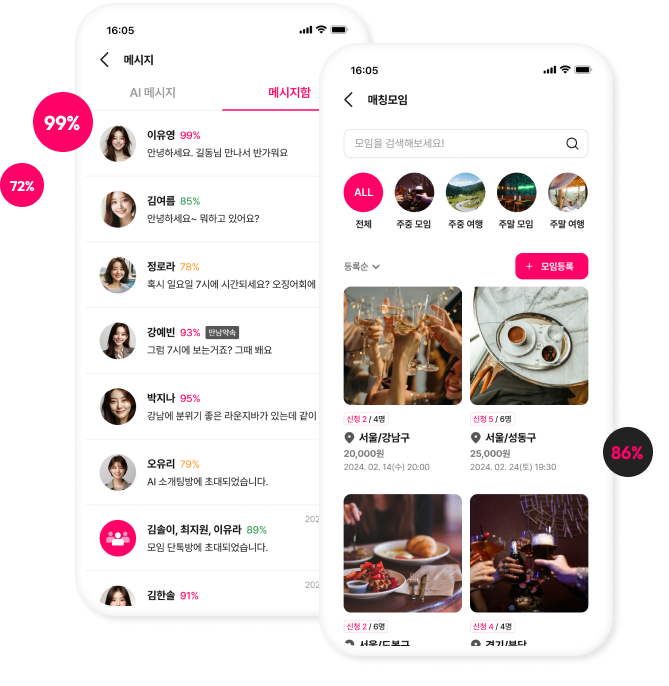 16:05
메시지
AI 메시지
메시지함
99%
이유영 99%
안녕하세요. 길동님 만나서 반가워요
72%
김여름 85%
안녕하세요~ 뭐하고 있어요?
정로라 78%
혹시 일요일 7시에 시간되세요? 오징어회에
강예빈 93% 만남약속
그럼 7시에 보는거죠? 그때 봬요
박지나 95%
강남에 분위기 좋은 라운지바가 있는데 같이
오유리 79%
AI 소개팅방에 초대되었습니다.
202
김솔이, 최지원, 이유라 89%
모임 단톡방에 초대되었습니다.
202
김한솔 91%
16:05
매칭모임
모임을 검색해보세요!
ALL
전체 주중 모임 주중 여행 주말 모임 주말 여행
등록순
+ 모임등록
신청 2 / 4명
서울/강남구
20,000원
2024. 02. 14(수) 20:00
신청 5 / 6명
서울/성동구
25,000원
2024. 02. 24(토) 19:30
86%
신청 2 / 6명
서울/도봉구
신청 4 / 4명
경기/분당